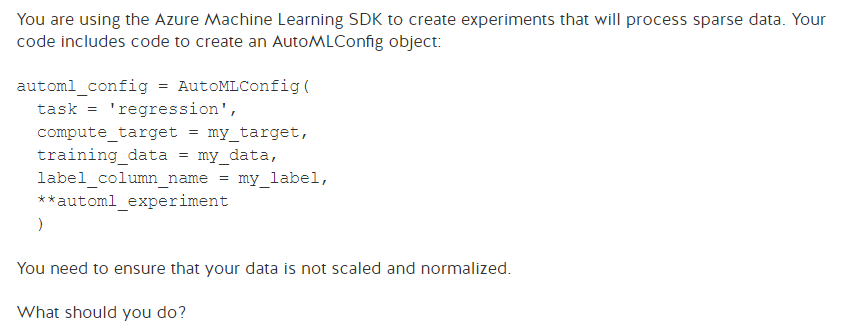 You are using the Azure Machine Learning SDK to create experiments that will process sparse data. Your
code includes code to create an AutoMLConfig object:
automl_config = AutoMLConfig(
task = 'regression',
compute_target = my_target,
training_data = my_data,
label_column_name = my_label,
**automl_experiment
)
You need to ensure that your data is not scaled and normalized.
What should you do?